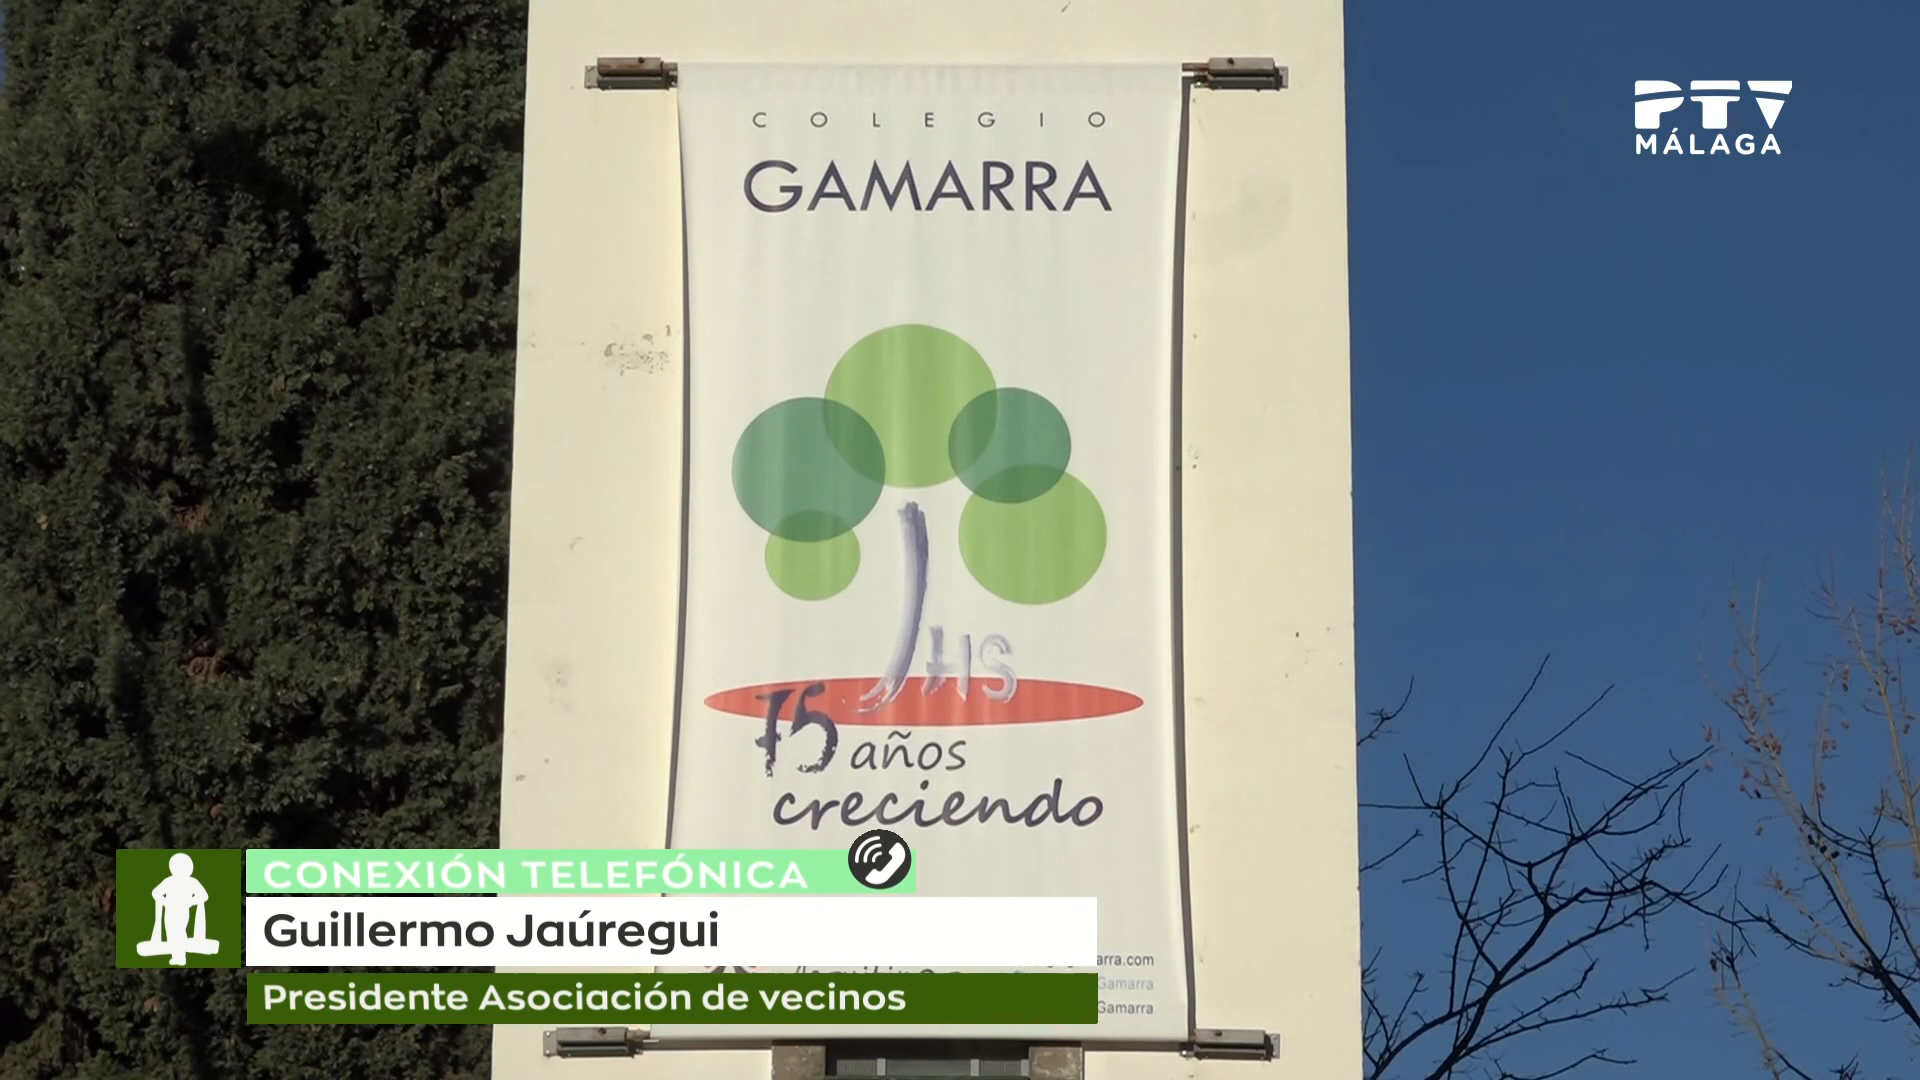 COLEGIO
GAMARRA
PTV
MÁLAGA
JHS
75 años
creciendo
CONEXIÓN TELEFÓNICA
Guillermo Jaúregui
arra.com
Gamarra
Presidente Asociación de vecinos
Gamarra